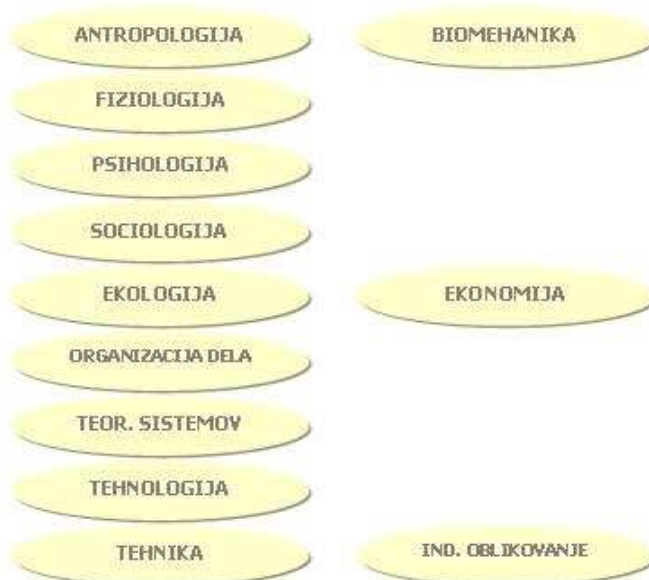 ANTROPOLOGIJA
BIOMEHANIKA
FIZIOLOGIJA
PSIHOLOGIJA
SOCIOLOGIJA
EKOLOGIJA
EKONOMIJA
ORGANIZACIJA DELA
TEOR. SISTEMOV
TEHNOLOGIJA
TEHNIKA
IND. OBLIKOVANJE